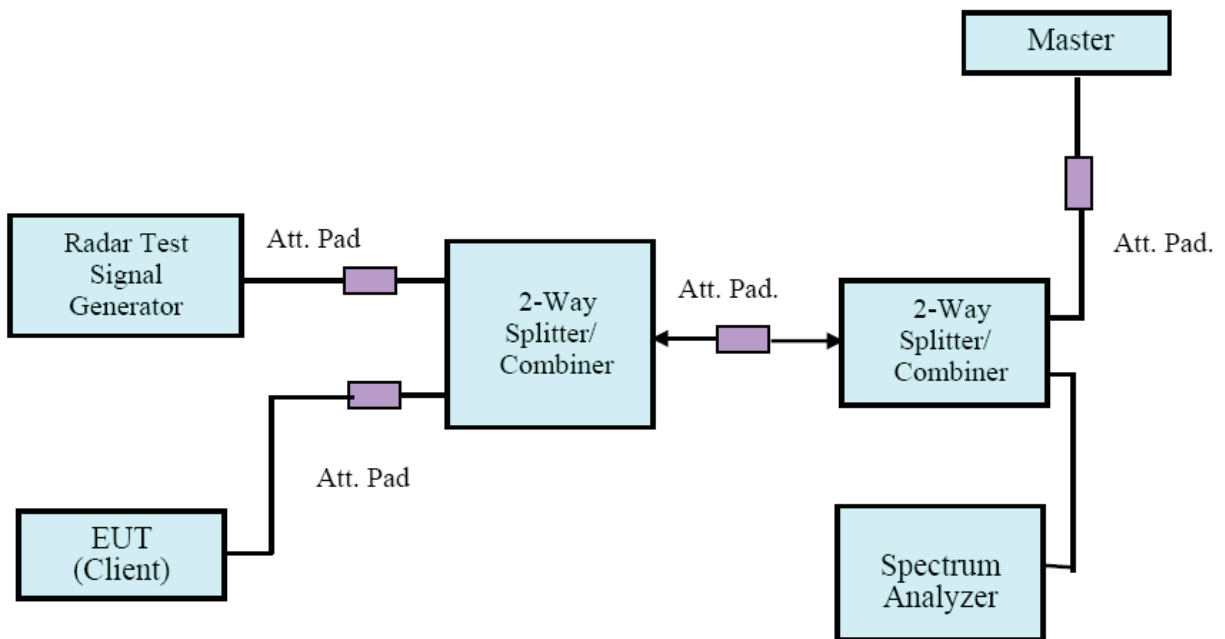 Master
Radar Test
Signal
Generator
Att. Pad
2-Way
Splitter/
Combiner
Att. Pad.
2-Way
Splitter/
Combiner
Att. Pad.
Att. Pad
EUT
(Client)
Spectrum
Analyzer